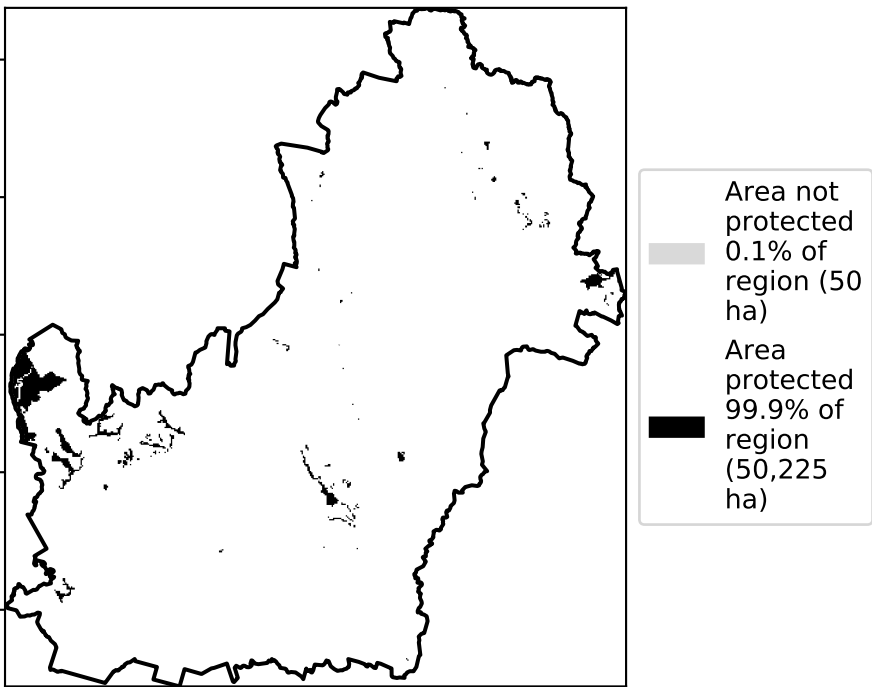 Area not
protected
0.1% of
region (50
ha)
Area
protected
99.9% of
region
(50,225
ha)